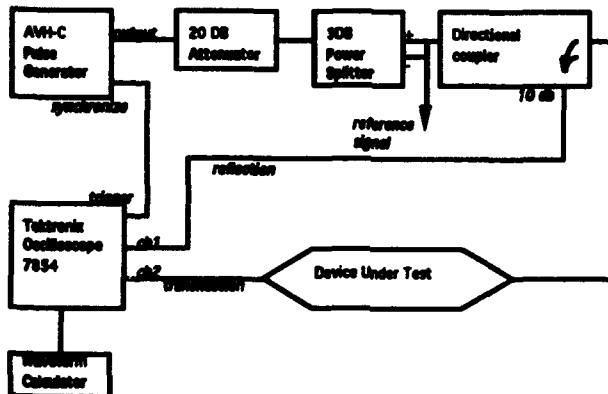 AVH-C
Pulse
Generator
output
20 DB
Attenuator
3DB
Power
Splitter
+
-
Directional
coupler
10 db
synchronize
reference
signal
reflection
trigger
Tektronix
Oscilloscope
7854
ch1
ch2
transmission
Device Under Test
Waveform
Calculator